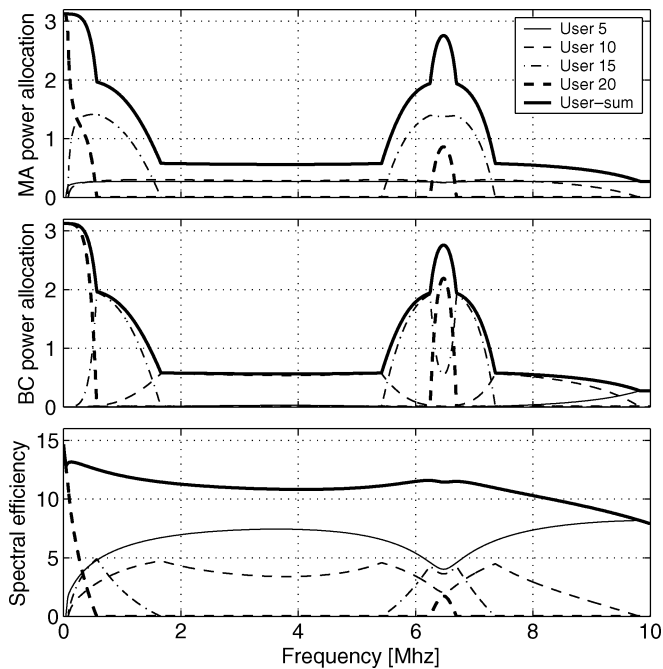 MA power allocation
3
2
1
0
User 5
User 10
User 15
User 20
User−sum
BC power allocation
3
2
1
0
Spectral efficiency
15
10
5
0
0 2 4 6 8 10
Frequency [Mhz]